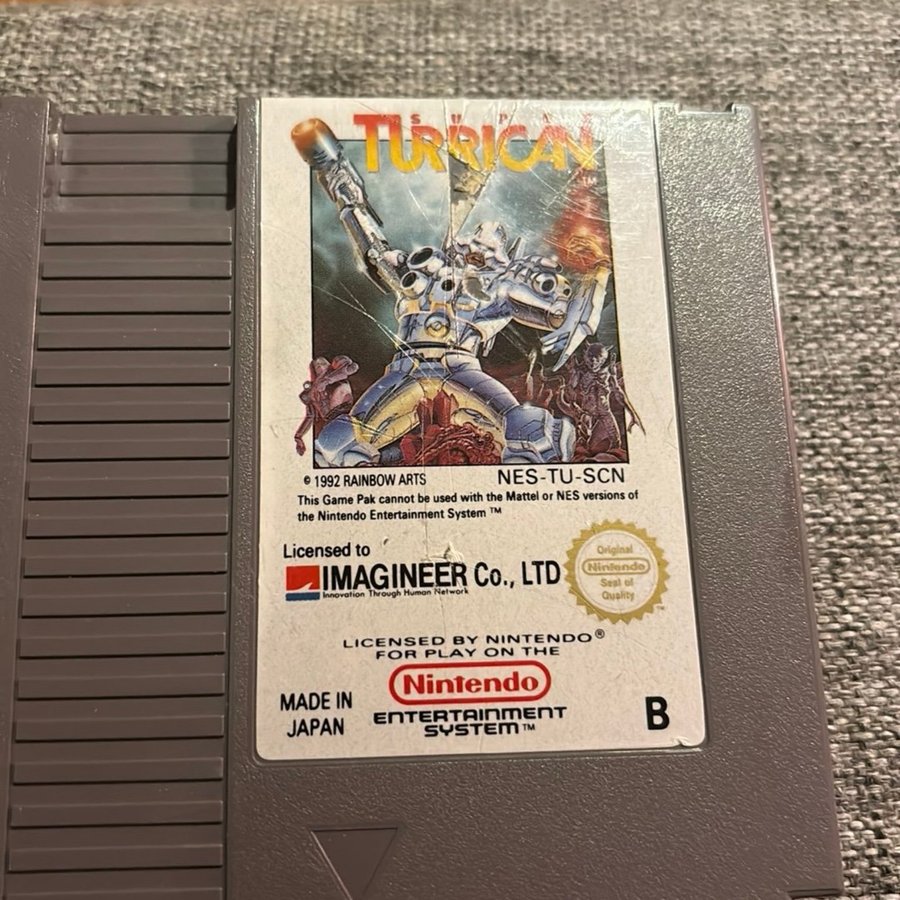 SUPER
TURRICAN
© 1992 RAINBOW ARTS
NES-TU-SCN
This Game Pak cannot be used with the Mattel or NES versions of
the Nintendo Entertainment System ™
Licensed to
IMAGINEER Co., LTD
Innovation Through Human Network
Original
Nintendo
Seal of
Quality
™
LICENSED BY NINTENDO®
FOR PLAY ON THE
Nintendo
ENTERTAINMENT
SYSTEM™
MADE IN
JAPAN
B